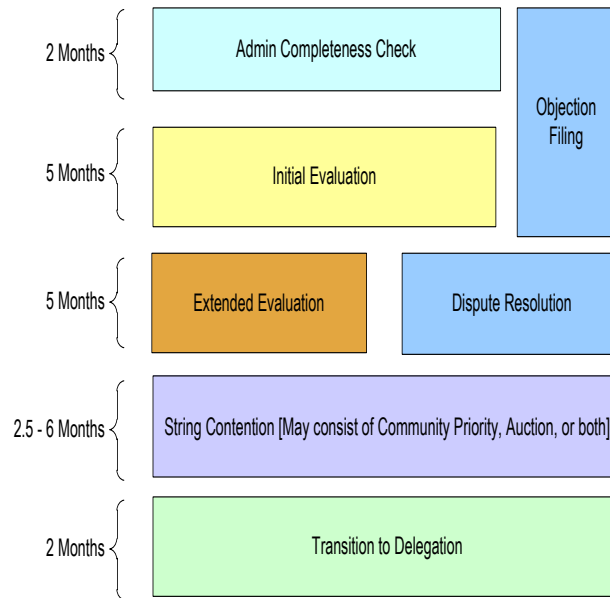 2 Months
Admin Completeness Check
Objection
Filing
5 Months
Initial Evaluation
5 Months
Extended Evaluation
Dispute Resolution
2.5 - 6 Months
String Contention [May consist of Community Priority, Auction, or both]
2 Months
Transition to Delegation